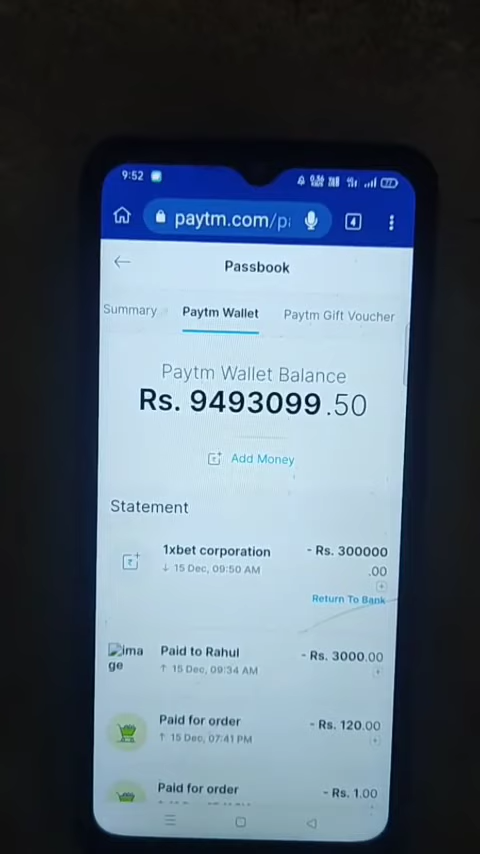 9:52
paytm.com/p
4
Passbook
Summary Paytm Wallet Paytm Gift Voucher
Paytm Wallet Balance
Rs. 9493099.50
Add Money
Statement
1xbet corporation - Rs. 300000
↓ 15 Dec, 09:50 AM .00
Return To Bank
image Paid to Rahul - Rs. 3000.00
↑ 15 Dec, 09:34 AM
Paid for order - Rs. 120.00
↑ 15 Dec, 07:41 PM
Paid for order - Rs. 1.00